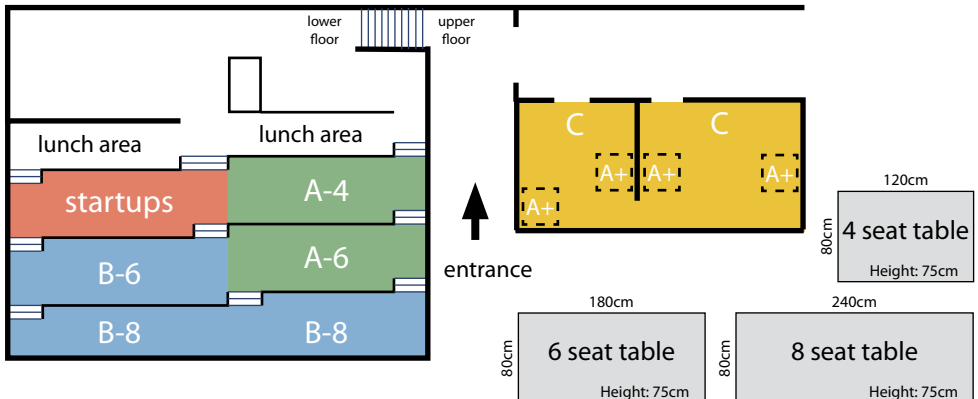 lower
floor
upper
floor
lunch area
lunch area
startups
A-4
B-6
A-6
B-8
B-8
entrance
C
C
A+
A+
A+
A+
120cm
80cm
4 seat table
Height: 75cm
180cm
80cm
6 seat table
Height: 75cm
240cm
80cm
8 seat table
Height: 75cm